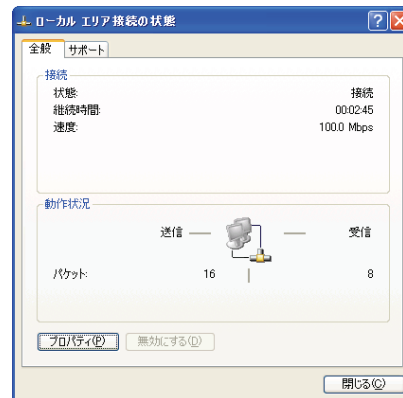 ローカル エリア接続の状態
全般 サポート
接続
状態: 接続
継続時間: 00:02:45
速度: 100.0 Mbps
動作状況
送信 受信
パケット: 16 8
プロパティ(P) 無効にする(D)
閉じる(C)